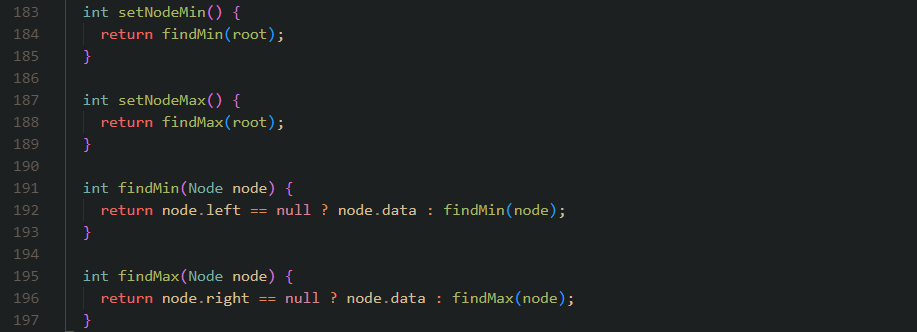 183 int setNodeMin() {
184 return findMin(root);
185 }
186
187 int setNodeMax() {
188 return findMax(root);
189 }
190
191 int findMin(Node node) {
192 return node.left == null ? node.data : findMin(node);
193 }
194
195 int findMax(Node node) {
196 return node.right == null ? node.data : findMax(node);
197 }